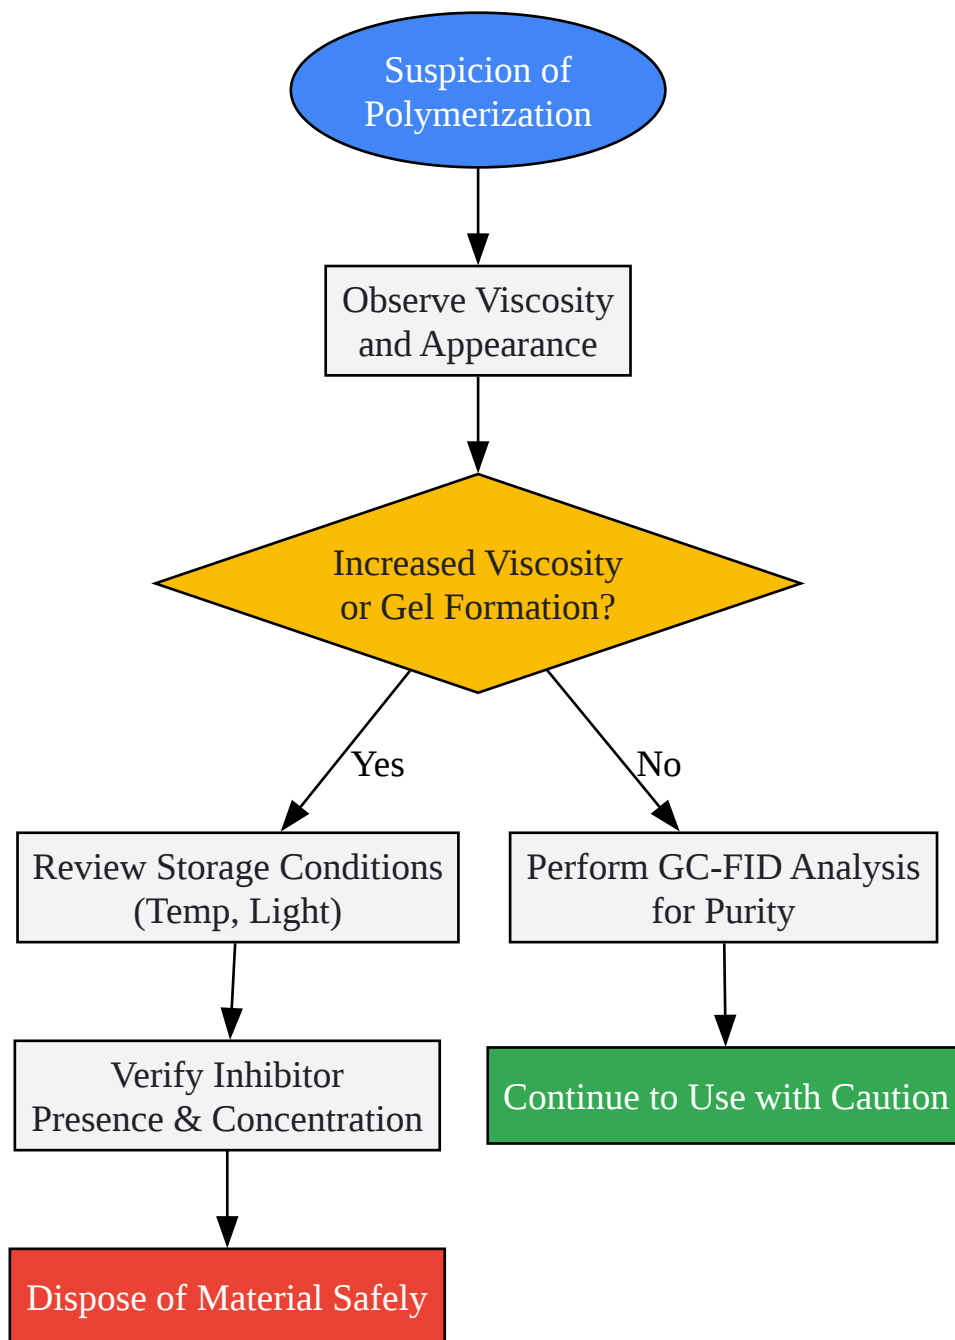 Suspicion of
Polymerization
Observe Viscosity
and Appearance
Increased Viscosity
or Gel Formation?
Yes
No
Review Storage Conditions
(Temp, Light)
Perform GC-FID Analysis
for Purity
Verify Inhibitor
Presence & Concentration
Continue to Use with Caution
Dispose of Material Safely